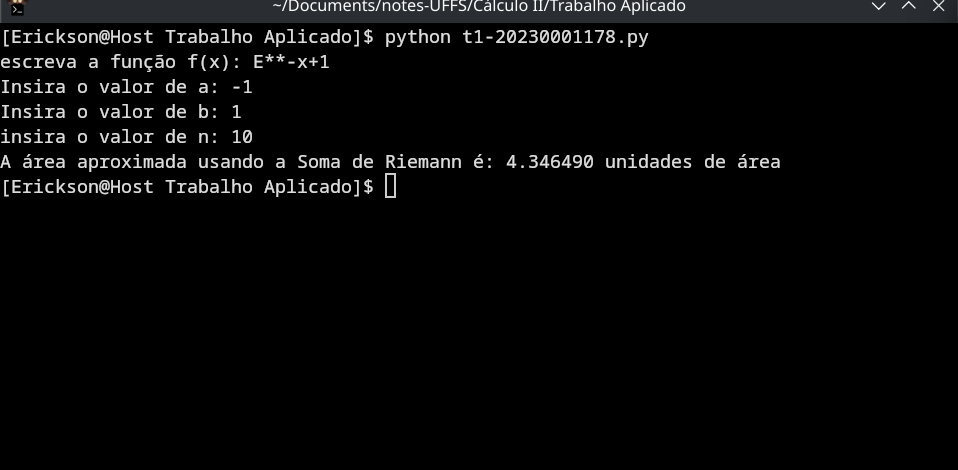 ~/Documents/notes-UFFS/Cálculo II/Trabalho Aplicado
[Erickson@Host Trabalho Aplicado]$ python t1-20230001178.py
escreva a função f(x): E**-x+1
Insira o valor de a: -1
Insira o valor de b: 1
insira o valor de n: 10
A área aproximada usando a Soma de Riemann é: 4.346490 unidades de área
[Erickson@Host Trabalho Aplicado]$